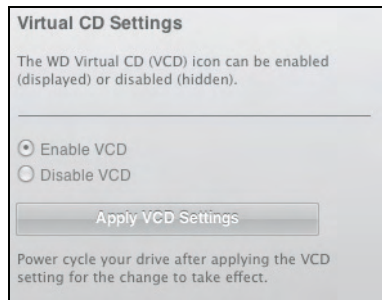 Virtual CD Settings
The WD Virtual CD (VCD) icon can be enabled
(displayed) or disabled (hidden).
Enable VCD
Disable VCD
Apply VCD Settings
Power cycle your drive after applying the VCD
setting for the change to take effect.